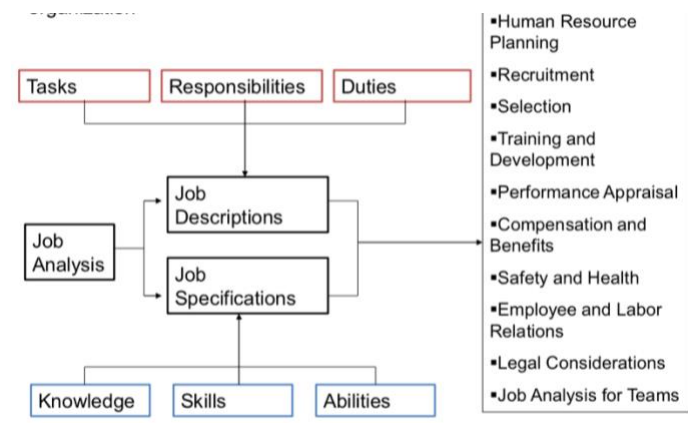 Tasks
Responsibilities
Duties
Job
Descriptions
Job
Analysis
Job
Specifications
Knowledge
Skills
Abilities
▪Human Resource
Planning
▪Recruitment
▪Selection
▪Training and
Development
▪Performance Appraisal
▪Compensation and
Benefits
▪Safety and Health
▪Employee and Labor
Relations
▪Legal Considerations
▪Job Analysis for Teams